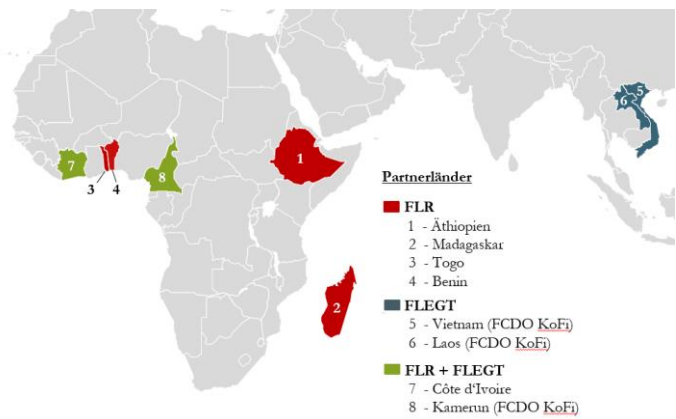 5
6
7
8
1
3
4
2
Partnerländer
FLR
1 - Äthiopien
2 - Madagaskar
3 - Togo
4 - Benin
FLEGT
5 - Vietnam (FCDO KoFi)
6 - Laos (FCDO KoFi)
FLR + FLEGT
7 - Côte d'Ivoire
8 - Kamerun (FCDO KoFi)